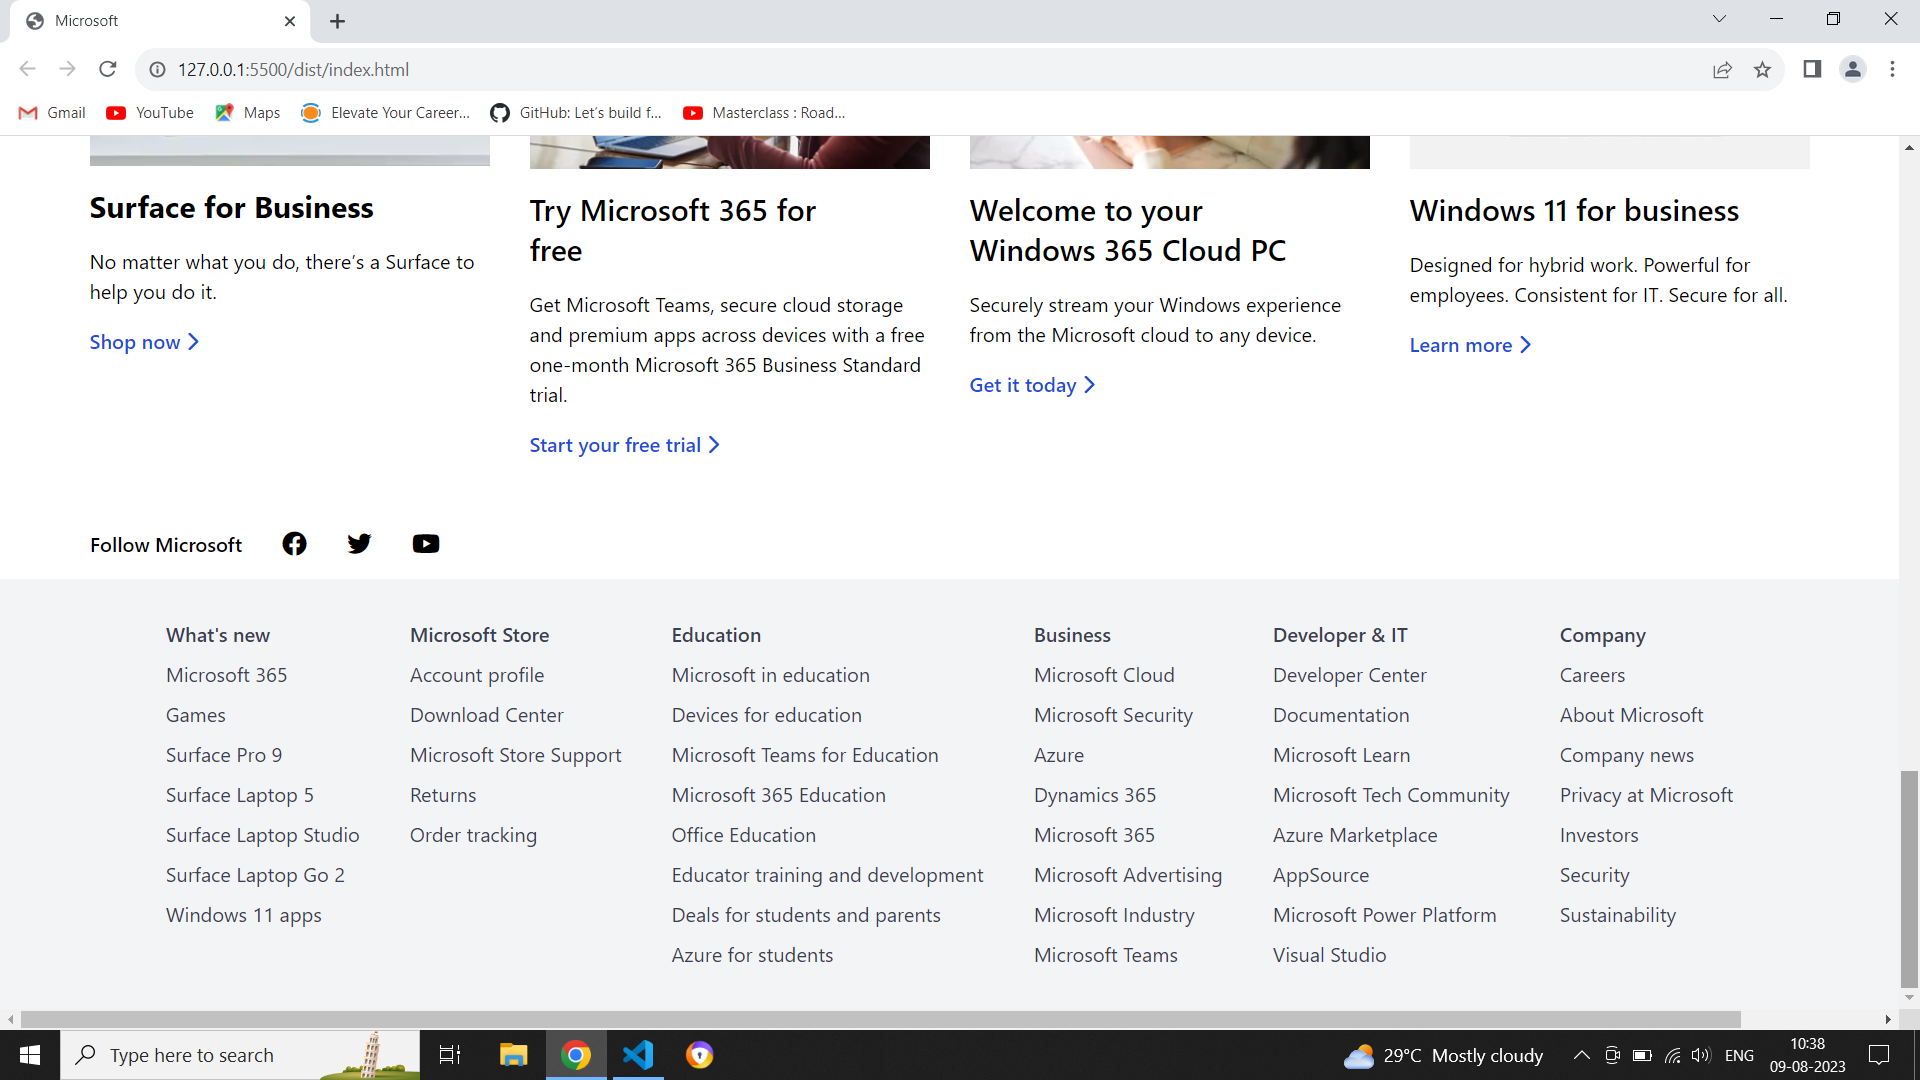 Microsoft
127.0.0.1:5500/dist/index.html
Gmail
YouTube
Maps
Elevate Your Career...
GitHub: Let's build f...
Masterclass : Road...
Surface for Business
No matter what you do, there's a Surface to
help you do it.
Shop now
Try Microsoft 365 for
free
Get Microsoft Teams, secure cloud storage
and premium apps across devices with a free
one-month Microsoft 365 Business Standard
trial.
Start your free trial
Welcome to your
Windows 365 Cloud PC
Securely stream your Windows experience
from the Microsoft cloud to any device.
Get it today
Windows 11 for business
Designed for hybrid work. Powerful for
employees. Consistent for IT. Secure for all.
Learn more
Follow Microsoft
What's new
Microsoft 365
Games
Surface Pro 9
Surface Laptop 5
Surface Laptop Studio
Surface Laptop Go 2
Windows 11 apps
Microsoft Store
Account profile
Download Center
Microsoft Store Support
Returns
Order tracking
Education
Microsoft in education
Devices for education
Microsoft Teams for Education
Microsoft 365 Education
Office Education
Educator training and development
Deals for students and parents
Azure for students
Business
Microsoft Cloud
Microsoft Security
Azure
Dynamics 365
Microsoft 365
Microsoft Advertising
Microsoft Industry
Microsoft Teams
Developer & IT
Developer Center
Documentation
Microsoft Learn
Microsoft Tech Community
Azure Marketplace
AppSource
Microsoft Power Platform
Visual Studio
Company
Careers
About Microsoft
Company news
Privacy at Microsoft
Investors
Security
Sustainability
Type here to search
29°C Mostly cloudy
ENG
10:38
09-08-2023